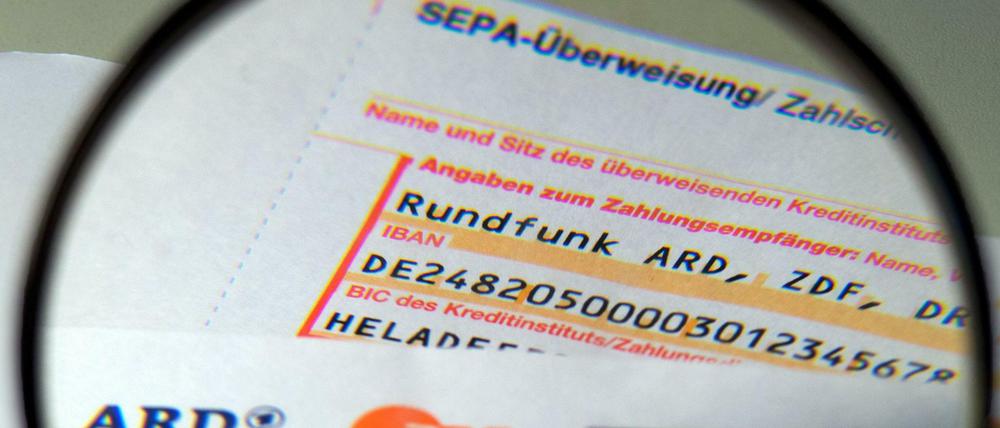 SEPA-Überweisung/ Zahlsch
Name und Sitz des überweisenden Kreditinstituts
Angaben zum Zahlungsempfänger: Name,
Rundfunk ARD, ZDF, DR
IBAN
DE24820500003012345678
BIC des Kreditinstituts/Zahlungs
HELADEF
ARD